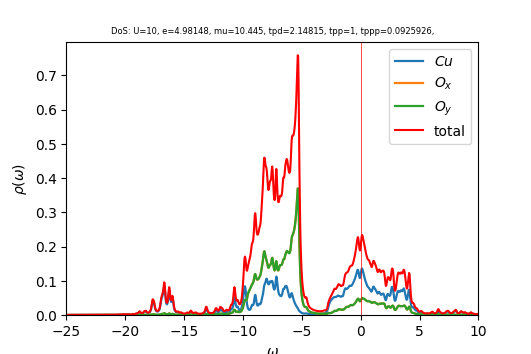 DoS: U=10, e=4.98148, mu=10.445, tpd=2.14815, tpp=1, tppp=0.0925926,
Cu
Oₓ
O_y
total
ρ(ω)
0.7
0.6
0.5
0.4
0.3
0.2
0.1
0.0
−25 −20 −15 −10 −5 0 5 10
ω